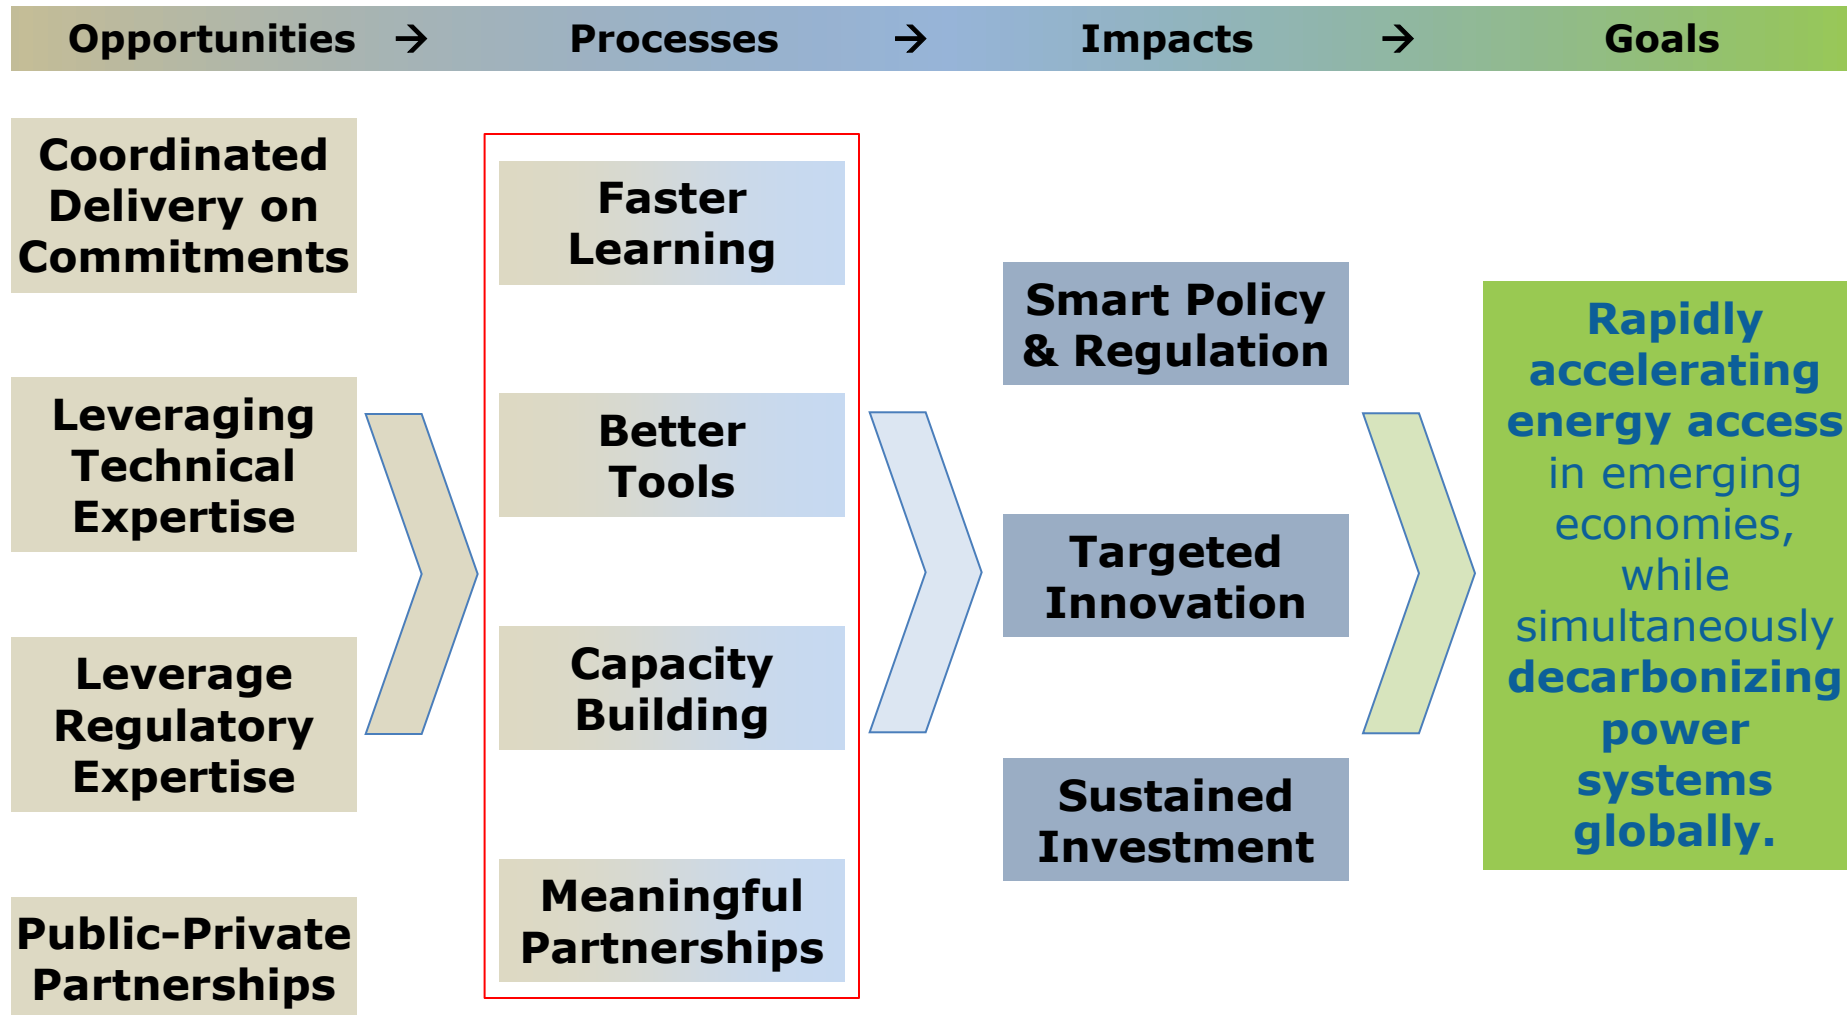 Opportunities → Processes → Impacts → Goals
Coordinated
Delivery on
Commitments
Leveraging
Technical
Expertise
Leverage
Regulatory
Expertise
Public-Private
Partnerships
Faster
Learning
Better
Tools
Capacity
Building
Meaningful
Partnerships
Smart Policy
& Regulation
Targeted
Innovation
Sustained
Investment
Rapidly
accelerating
energy access
in emerging
economies,
while
simultaneously
decarbonizing
power
systems
globally.